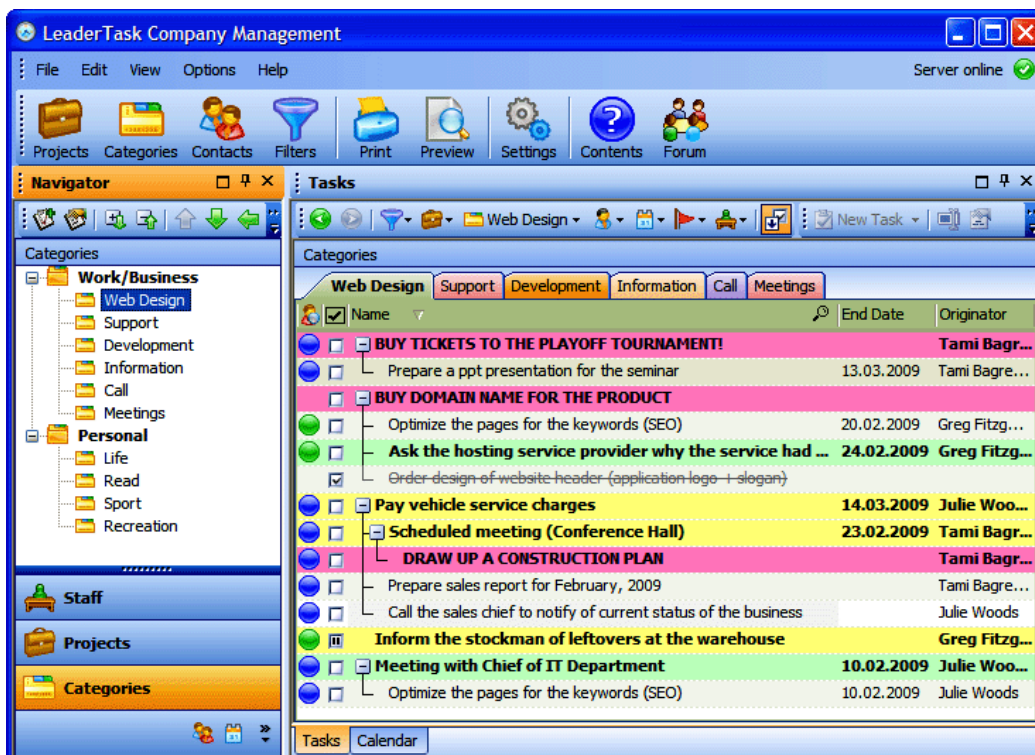 LeaderTask Company Management
File Edit View Options Help Server online
Projects Categories Contacts Filters Print Preview Settings Contents Forum
Navigator
Tasks
Web Design New Task
Categories
Work/Business
Web Design
Support
Development
Information
Call
Meetings
Personal
Life
Read
Sport
Recreation
Staff
Projects
Categories
Categories
Web Design Support Development Information Call Meetings
Name End Date Originator
BUY TICKETS TO THE PLAYOFF TOURNAMENT! Tami Bagr...
Prepare a ppt presentation for the seminar 13.03.2009 Tami Bagre...
BUY DOMAIN NAME FOR THE PRODUCT
Optimize the pages for the keywords (SEO) 20.02.2009 Greg Fitzg...
Ask the hosting service provider why the service had ... 24.02.2009 Greg Fitzg...
Order design of website header (application logo + slogan)
Pay vehicle service charges 14.03.2009 Julie Woo...
Scheduled meeting (Conference Hall) 23.02.2009 Tami Bagr...
DRAW UP A CONSTRUCTION PLAN Tami Bagr...
Prepare sales report for February, 2009 Tami Bagre...
Call the sales chief to notify of current status of the business Julie Woods
Inform the stockman of leftovers at the warehouse Greg Fitzg...
Meeting with Chief of IT Department 10.02.2009 Julie Woo...
Optimize the pages for the keywords (SEO) 10.02.2009 Julie Woods
Tasks Calendar